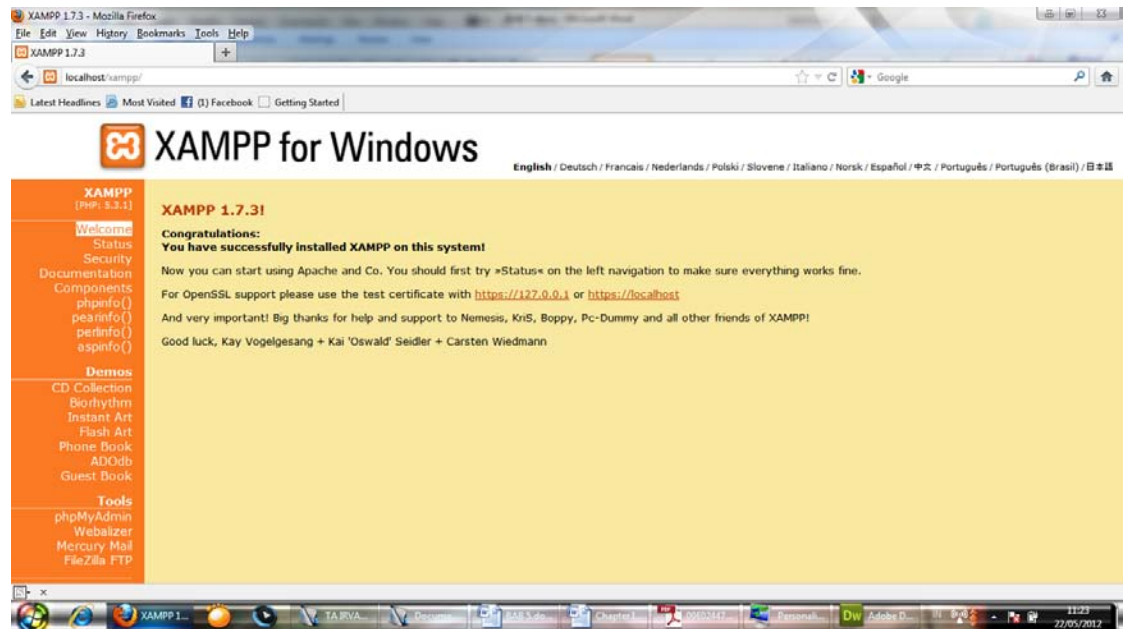 XAMPP 1.7.3 - Mozilla Firefox
File Edit View History Bookmarks Tools Help
XAMPP 1.7.3
localhost/xampp/
Google
Latest Headlines Most Visited (1) Facebook Getting Started
XAMPP for Windows
English / Deutsch / Francais / Nederlands / Polski / Slovene / Italiano / Norsk / Español / 中文 / Português / Português (Brasil) / 日本語
XAMPP
[PHP: 5.3.1]
Welcome
Status
Security
Documentation
Components
phpinfo()
pearinfo()
perlinfo()
aspinfo()
Demos
CD Collection
Biorhythm
Instant Art
Flash Art
Phone Book
ADOdb
Guest Book
Tools
phpMyAdmin
Webalizer
Mercury Mail
FileZilla FTP
XAMPP 1.7.3!
Congratulations:
You have successfully installed XAMPP on this system!
Now you can start using Apache and Co. You should first try »Status« on the left navigation to make sure everything works fine.
For OpenSSL support please use the test certificate with https://127.0.0.1 or https://localhost
And very important! Big thanks for help and support to Nemesis, KriS, Boppy, Pc-Dummy and all other friends of XAMPP!
Good luck, Kay Vogelgesang + Kai 'Oswald' Seidler + Carsten Wiedmann
XAMPP 1... TA IRVA... Docume... BAB 5.do... Chapter I... Personali... Adobe D...
11:23
22/05/2012